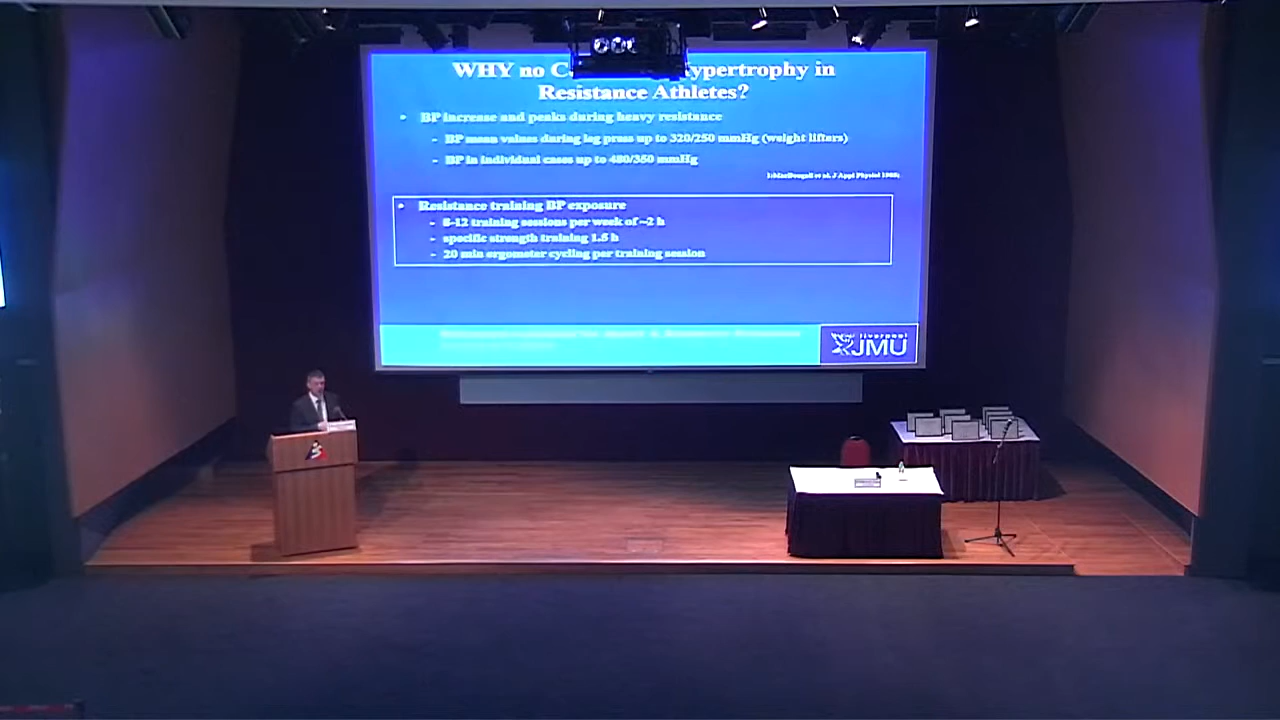 WHY no C ypertrophy in
Resistance Athletes?
• BP increase and peaks during heavy resistance
- BP mean values during leg press up to 320/250 mmHg (weight lifters)
- BP in individual cases up to 480/350 mmHg
MacDougall et al. J Appl Physiol
• Resistance training BP exposure
- 8-12 training sessions per week of ~2 h
- specific strength training 1.5 h
- 20 min ergometer cycling per training session
liverpool
JMU